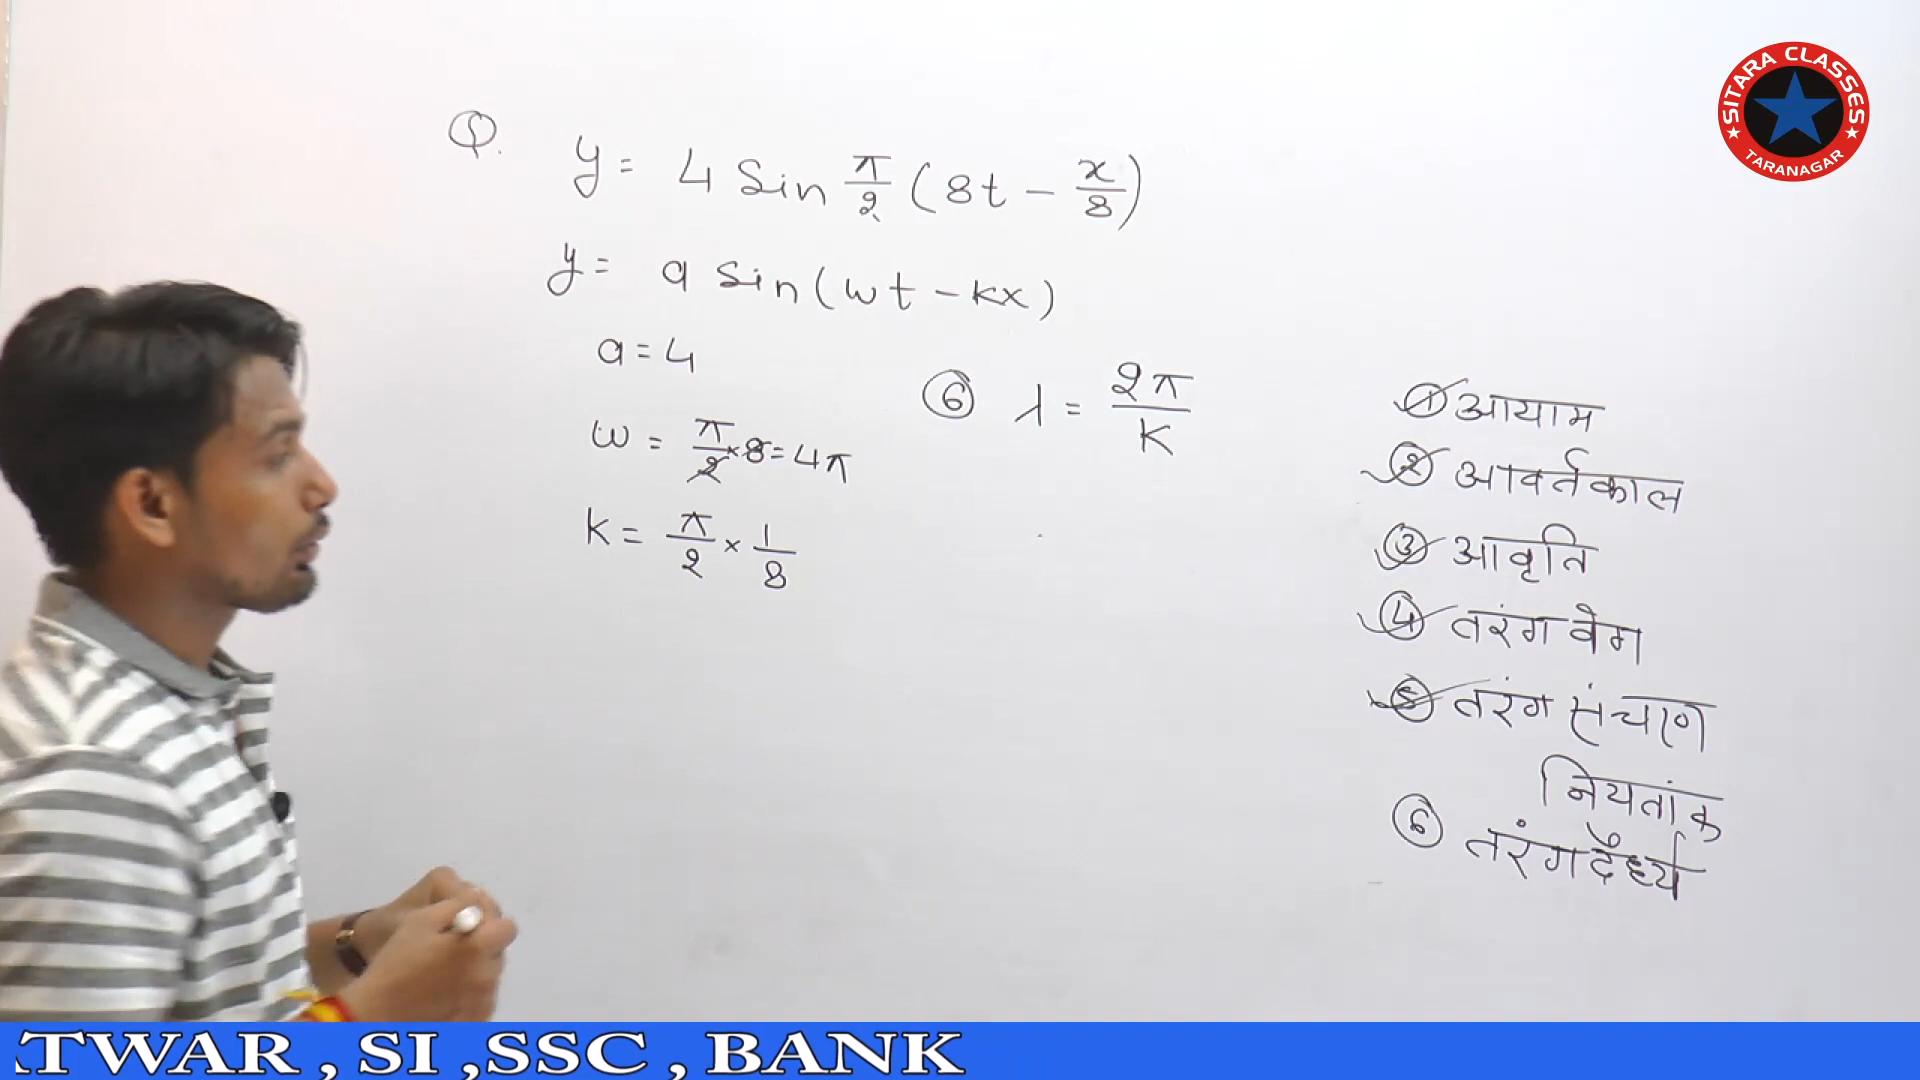 Q. y = 4 Sin π/2 (8t - x/8)
y = a sin(ωt - kx)
a = 4
ω = π/2 × 8 = 4π
k = π/2 × 1/8
⑥ λ = 2π/K
① आयाम
② आवर्तकाल
③ आवृति
④ तरंग वेग
⑤ तरंग संचरण
नियतांक
⑥ तरंगदैर्ध्य
SITARA CLASSES
TARANAGAR
TWAR , SI ,SSC , BANK